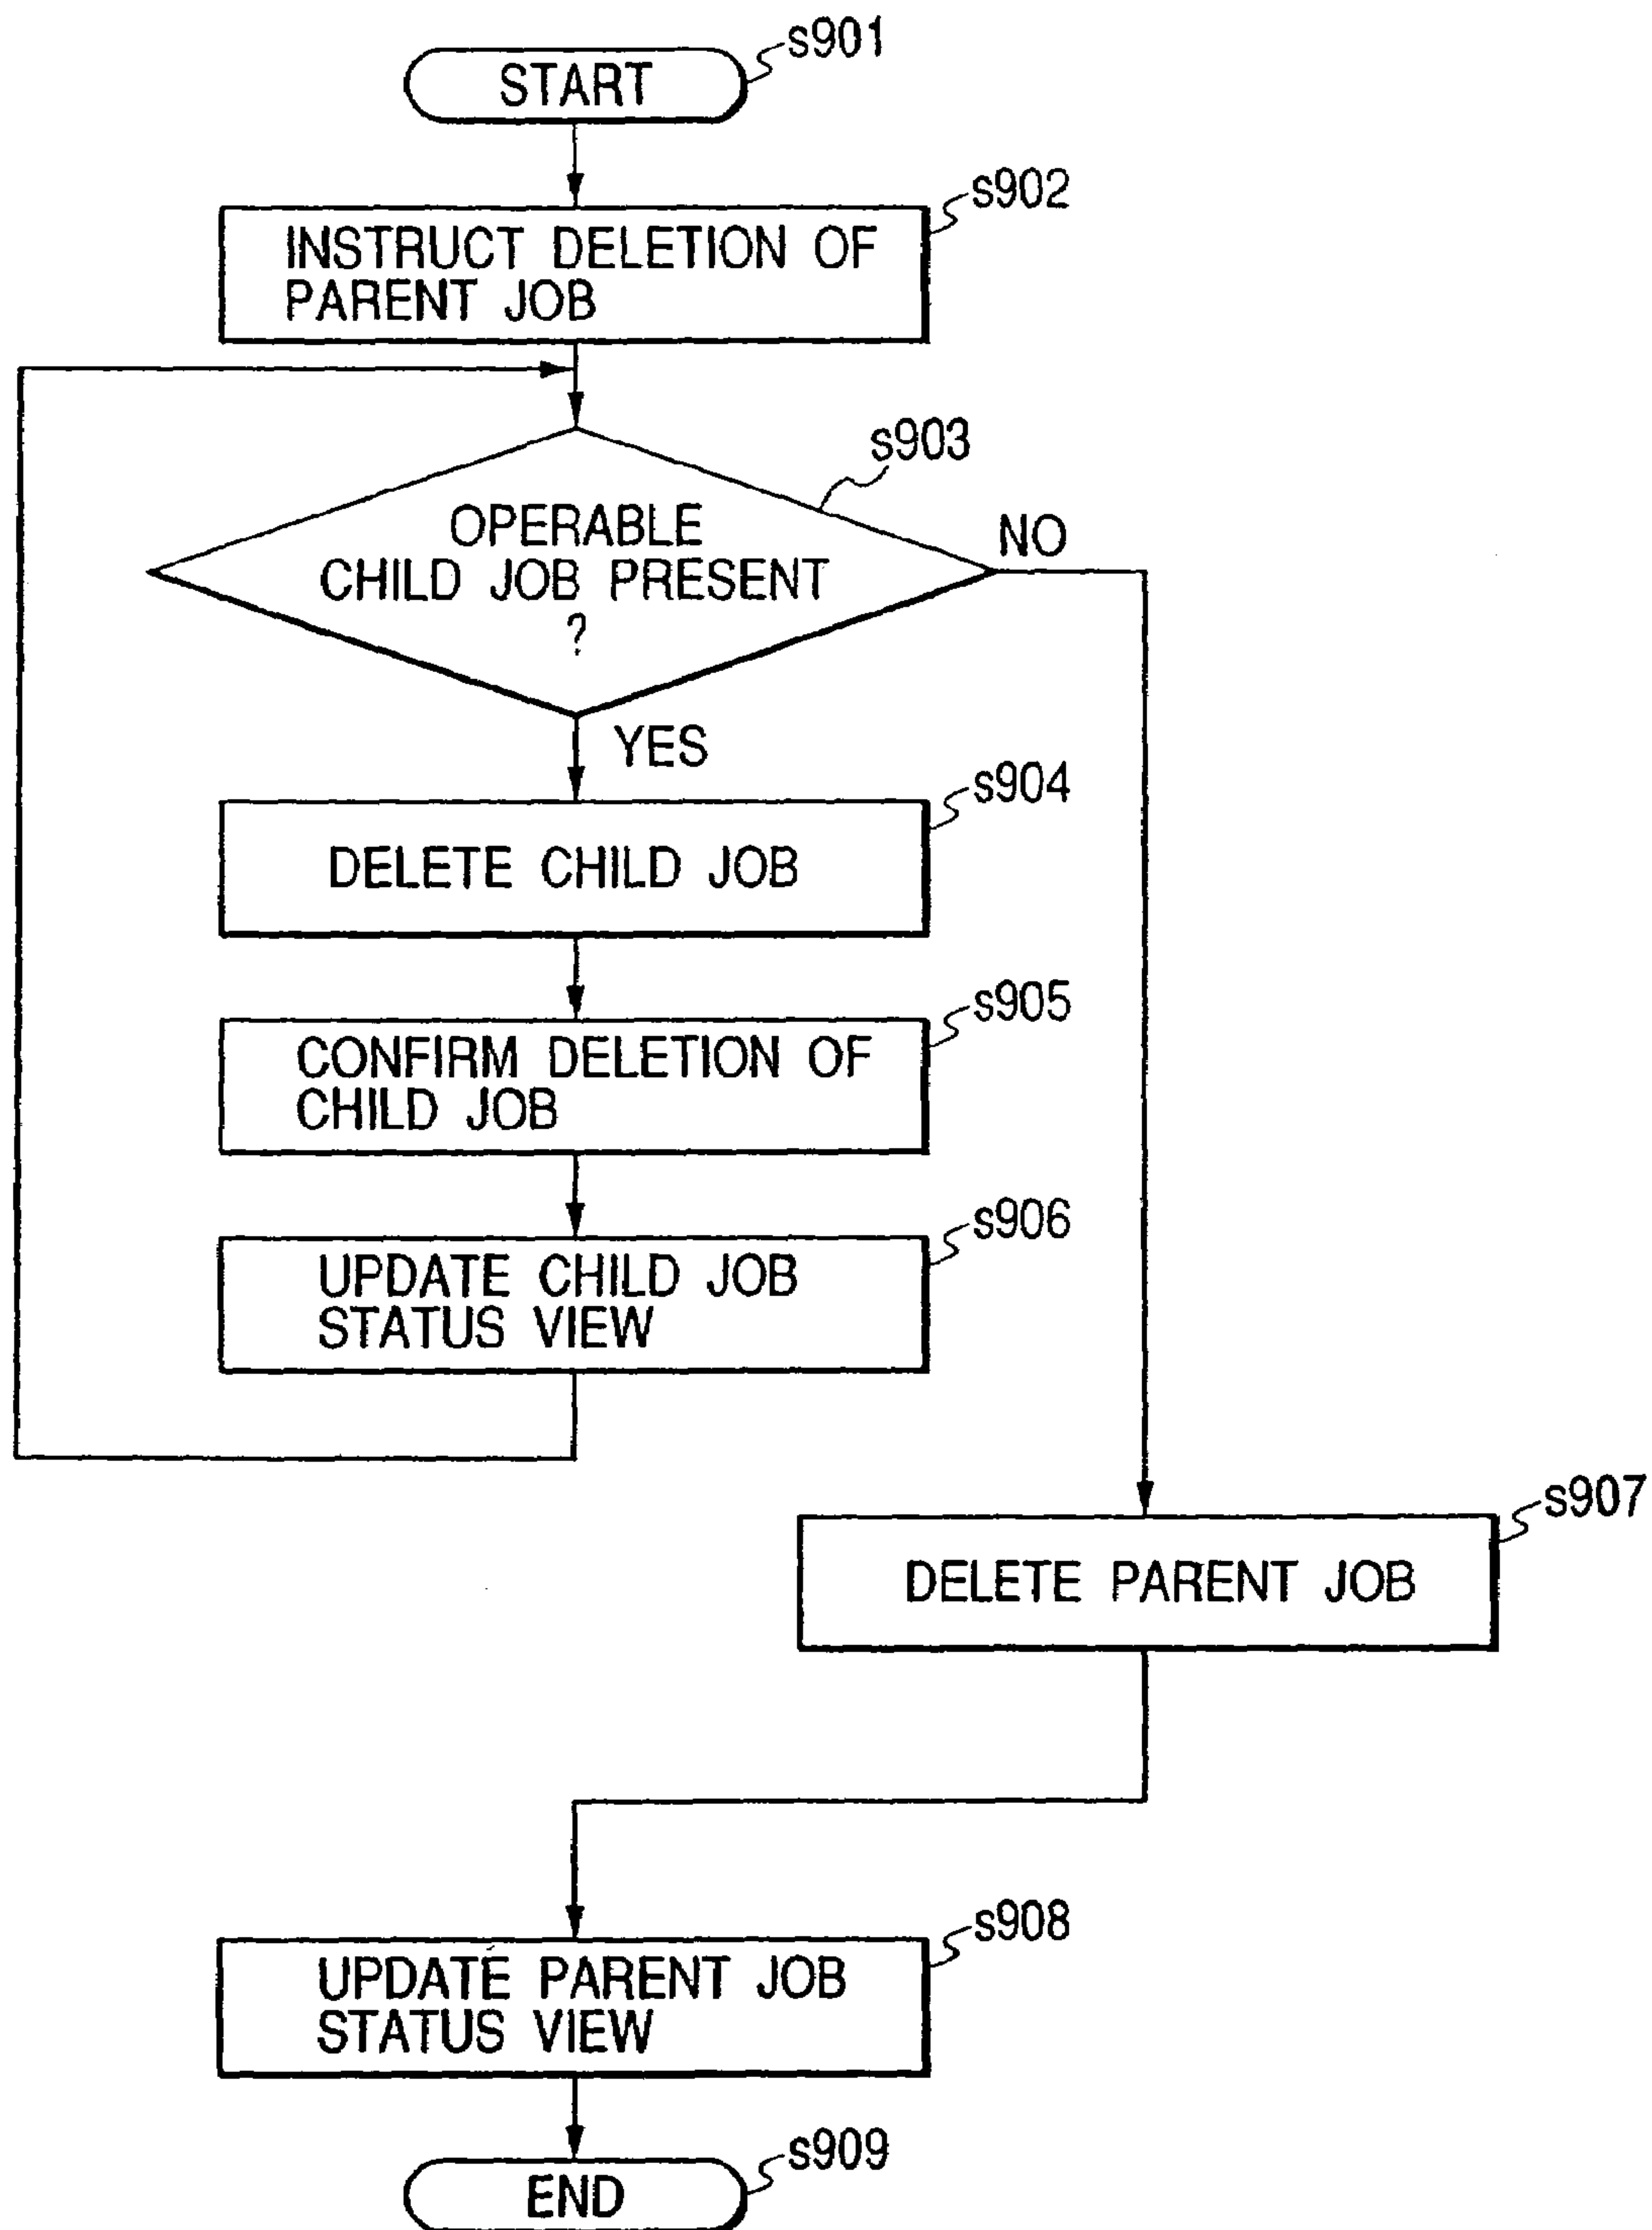 START
s901
INSTRUCT DELETION OF
PARENT JOB
s902
OPERABLE
CHILD JOB PRESENT
?
s903
NO
YES
DELETE CHILD JOB
s904
CONFIRM DELETION OF
CHILD JOB
s905
UPDATE CHILD JOB
STATUS VIEW
s906
DELETE PARENT JOB
s907
UPDATE PARENT JOB
STATUS VIEW
s908
END
s909